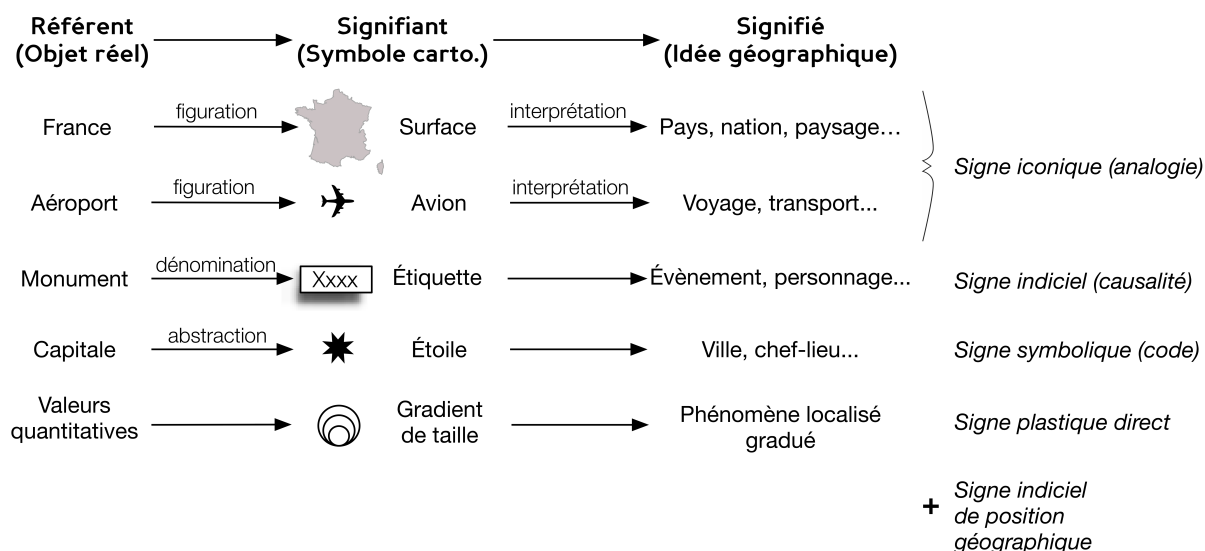 Référent
(Objet réel)
Signifiant
(Symbole carto.)
Signifié
(Idée géographique)
France
figuration
Surface
interprétation
Pays, nation, paysage…
Signe iconique (analogie)
Aéroport
figuration
Avion
interprétation
Voyage, transport...
Monument
dénomination
Xxxx
Étiquette
Évènement, personnage...
Signe indiciel (causalité)
Capitale
abstraction
Étoile
Ville, chef-lieu...
Signe symbolique (code)
Valeurs
quantitatives
Gradient
de taille
Phénomène localisé
gradué
Signe plastique direct
+ Signe indiciel
de position
géographique